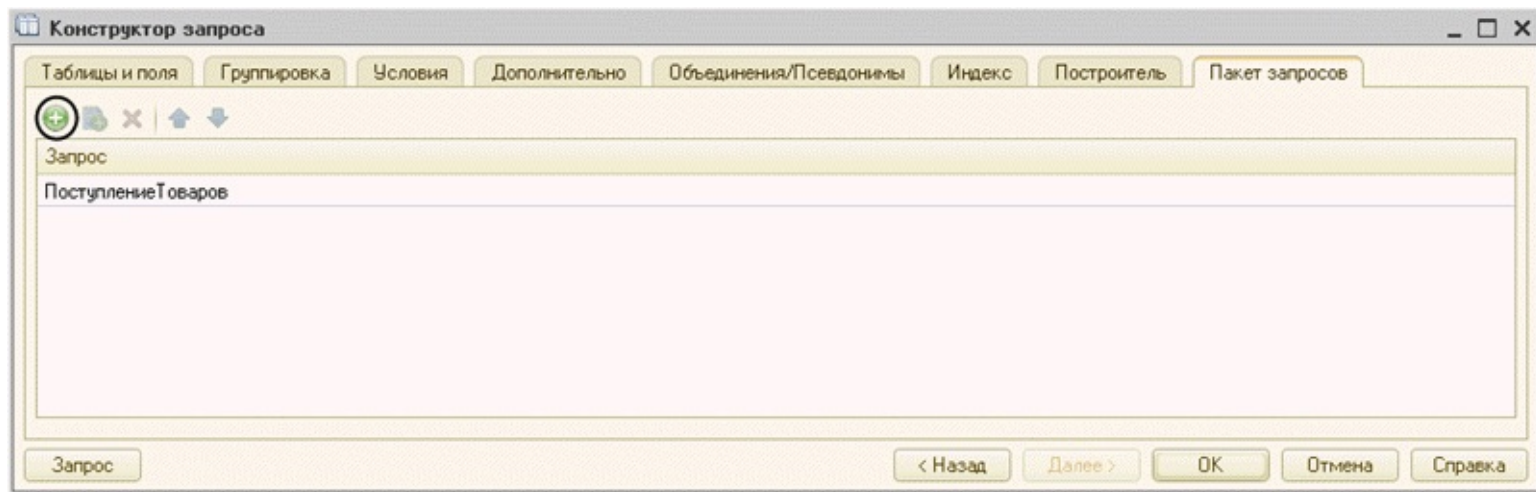 Конструктор запроса
Таблицы и поля Группировка Условия Дополнительно Объединения/Псевдонимы Индекс Построитель Пакет запросов
Запрос
ПоступлениеТоваров
Запрос < Назад Далее > ОК Отмена Справка